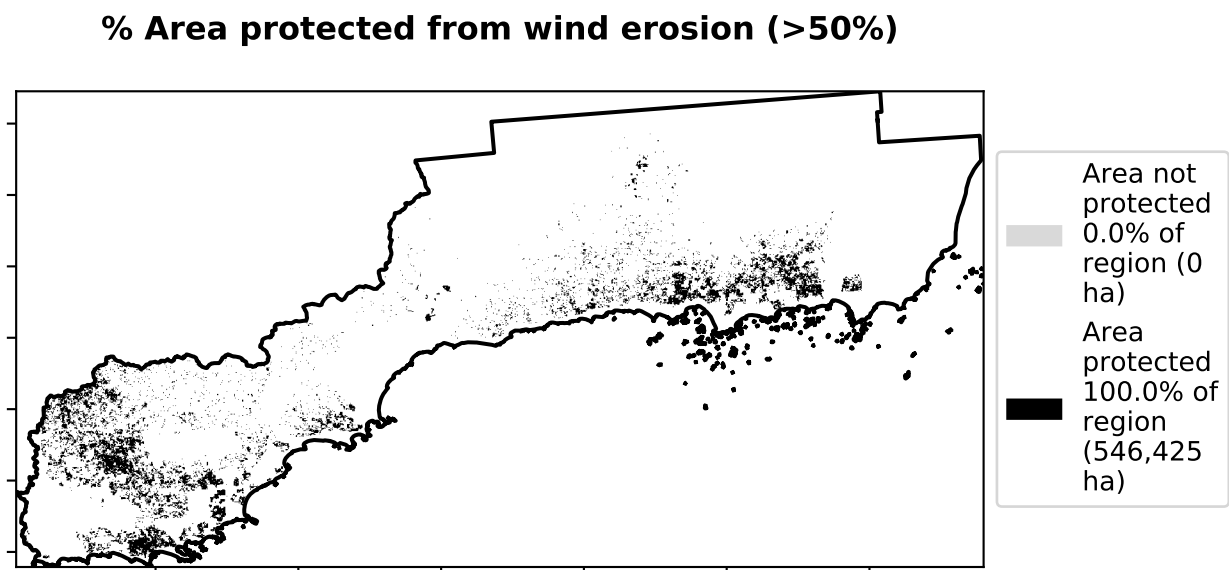 % Area protected from wind erosion (>50%)
Area not
protected
0.0% of
region (0
ha)
Area
protected
100.0% of
region
(546,425
ha)